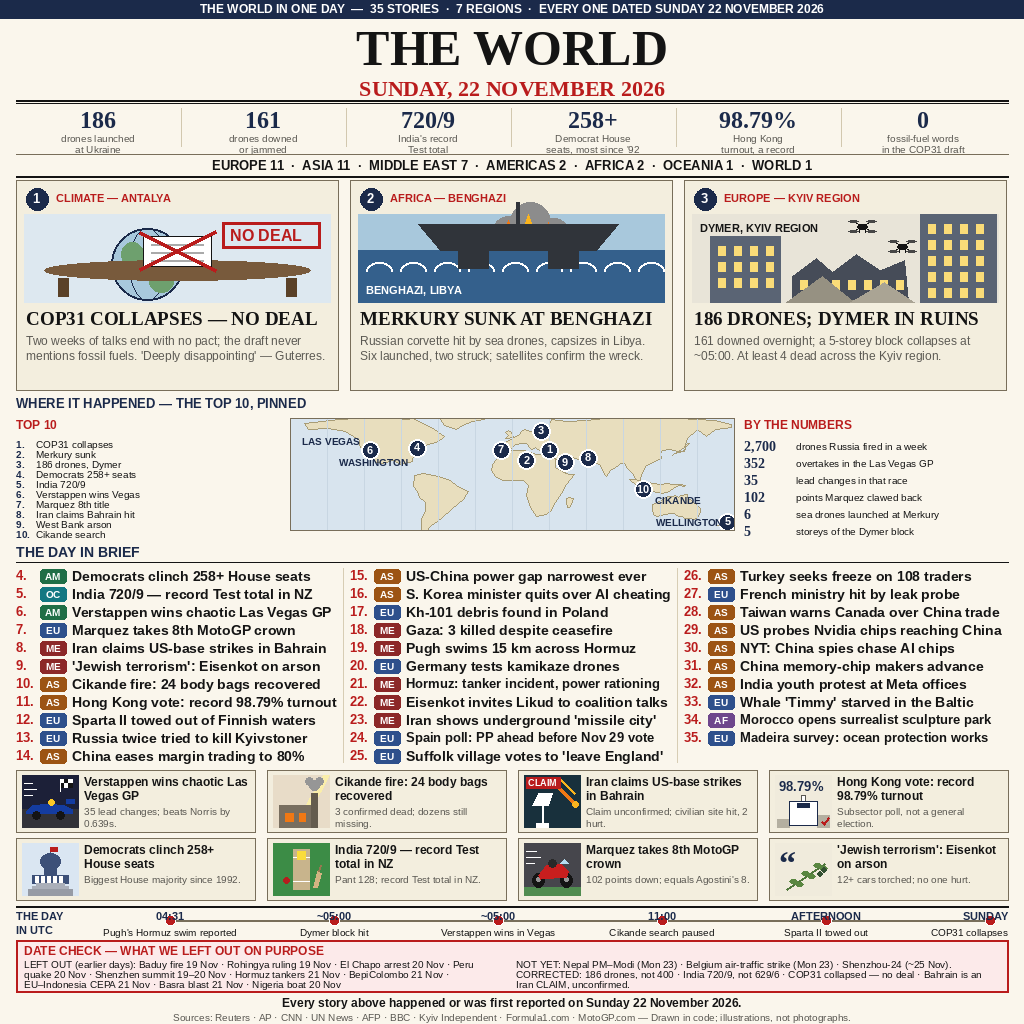 THE WORLD IN ONE DAY — 35 STORIES · 7 REGIONS · EVERY ONE DATED SUNDAY 22 NOVEMBER 2026
THE WORLD
SUNDAY, 22 NOVEMBER 2026
186
drones launched
at Ukraine
161
drones downed
or jammed
720/9
India's record
Test total
258+
Democrat House
seats, most since '92
98.79%
Hong Kong
turnout, a record
0
fossil-fuel words
in the COP31 draft
EUROPE 11 · ASIA 11 · MIDDLE EAST 7 · AMERICAS 2 · AFRICA 2 · OCEANIA 1 · WORLD 1
1 CLIMATE — ANTALYA
NO DEAL
COP31 COLLAPSES — NO DEAL
Two weeks of talks end with no pact; the draft never
mentions fossil fuels. 'Deeply disappointing' — Guterres.
2 AFRICA — BENGHAZI
BENGHAZI, LIBYA
MERKURY SUNK AT BENGHAZI
Russian corvette hit by sea drones, capsizes in Libya.
Six launched, two struck; satellites confirm the wreck.
3 EUROPE — KYIV REGION
DYMER, KYIV REGION
186 DRONES; DYMER IN RUINS
161 downed overnight; a 5-storey block collapses at
~05:00. At least 4 dead across the Kyiv region.
WHERE IT HAPPENED — THE TOP 10, PINNED
TOP 10
1. COP31 collapses
2. Merkury sunk
3. 186 drones, Dymer
4. Democrats 258+ seats
5. India 720/9
6. Verstappen wins Vegas
7. Marquez 8th title
8. Iran claims Bahrain hit
9. West Bank arson
10. Cikande search
LAS VEGAS
6
4
WASHINGTON
3
7
1
2
9
8
10
CIKANDE
WELLINGTON
5
BY THE NUMBERS
2,700 drones Russia fired in a week
352 overtakes in the Las Vegas GP
35 lead changes in that race
102 points Marquez clawed back
6 sea drones launched at Merkury
5 storeys of the Dymer block
THE DAY IN BRIEF
4. AM Democrats clinch 258+ House seats
5. OC India 720/9 — record Test total in NZ
6. AM Verstappen wins chaotic Las Vegas GP
7. EU Marquez takes 8th MotoGP crown
8. ME Iran claims US-base strikes in Bahrain
9. ME 'Jewish terrorism': Eisenkot on arson
10. AS Cikande fire: 24 body bags recovered
11. AS Hong Kong vote: record 98.79% turnout
12. EU Sparta II towed out of Finnish waters
13. EU Russia twice tried to kill Kyivstoner
14. AS China eases margin trading to 80%
15. AS US-China power gap narrowest ever
16. AS S. Korea minister quits over AI cheating
17. EU Kh-101 debris found in Poland
18. ME Gaza: 3 killed despite ceasefire
19. ME Pugh swims 15 km across Hormuz
20. EU Germany tests kamikaze drones
21. ME Hormuz: tanker incident, power rationing
22. ME Eisenkot invites Likud to coalition talks
23. ME Iran shows underground 'missile city'
24. EU Spain poll: PP ahead before Nov 29 vote
25. EU Suffolk village votes to 'leave England'
26. AS Turkey seeks freeze on 108 traders
27. EU French ministry hit by leak probe
28. AS Taiwan warns Canada over China trade
29. AS US probes Nvidia chips reaching China
30. AS NYT: China spies chase AI chips
31. AS China memory-chip makers advance
32. AS India youth protest at Meta offices
33. EU Whale 'Timmy' starved in the Baltic
34. AF Morocco opens surrealist sculpture park
35. EU Madeira survey: ocean protection works
Verstappen wins chaotic Las
Vegas GP
35 lead changes; beats Norris by
0.639s.
Cikande fire: 24 body bags
recovered
3 confirmed dead; dozens still
missing.
CLAIM
Iran claims US-base strikes
in Bahrain
Claim unconfirmed; civilian site hit, 2
hurt.
98.79%
Hong Kong vote: record
98.79% turnout
Subsector poll, not a general
election.
Democrats clinch 258+
House seats
Biggest House majority since 1992.
India 720/9 — record Test
total in NZ
Pant 128; record Test total in NZ.
Marquez takes 8th MotoGP
crown
102 points down; equals Agostini's 8.
“
'Jewish terrorism': Eisenkot
on arson
12+ cars torched; no one hurt.
THE DAY
IN UTC
04:31
Pugh's Hormuz swim reported
~05:00
Dymer block hit
~05:00
Verstappen wins in Vegas
11:00
Cikande search paused
AFTERNOON
Sparta II towed out
SUNDAY
COP31 collapses
DATE CHECK — WHAT WE LEFT OUT ON PURPOSE
LEFT OUT (earlier days): Baduy fire 19 Nov · Rohingya ruling 19 Nov · El Chapo arrest 20 Nov · Peru
quake 20 Nov · Shenzhen summit 19–20 Nov · Hormuz tankers 21 Nov · BepiColombo 21 Nov ·
EU–Indonesia CEPA 21 Nov · Basra blast 21 Nov · Nigeria boat 20 Nov
NOT YET: Nepal PM–Modi (Mon 23) · Belgium air-traffic strike (Mon 23) · Shenzhou-24 (~25 Nov).
CORRECTED: 186 drones, not 400 · India 720/9, not 629/6 · COP31 collapsed — no deal · Bahrain is an
Iran CLAIM, unconfirmed.
Every story above happened or was first reported on Sunday 22 November 2026.
Sources: Reuters · AP · CNN · UN News · AFP · BBC · Kyiv Independent · Formula1.com · MotoGP.com — Drawn in code; illustrations, not photographs.